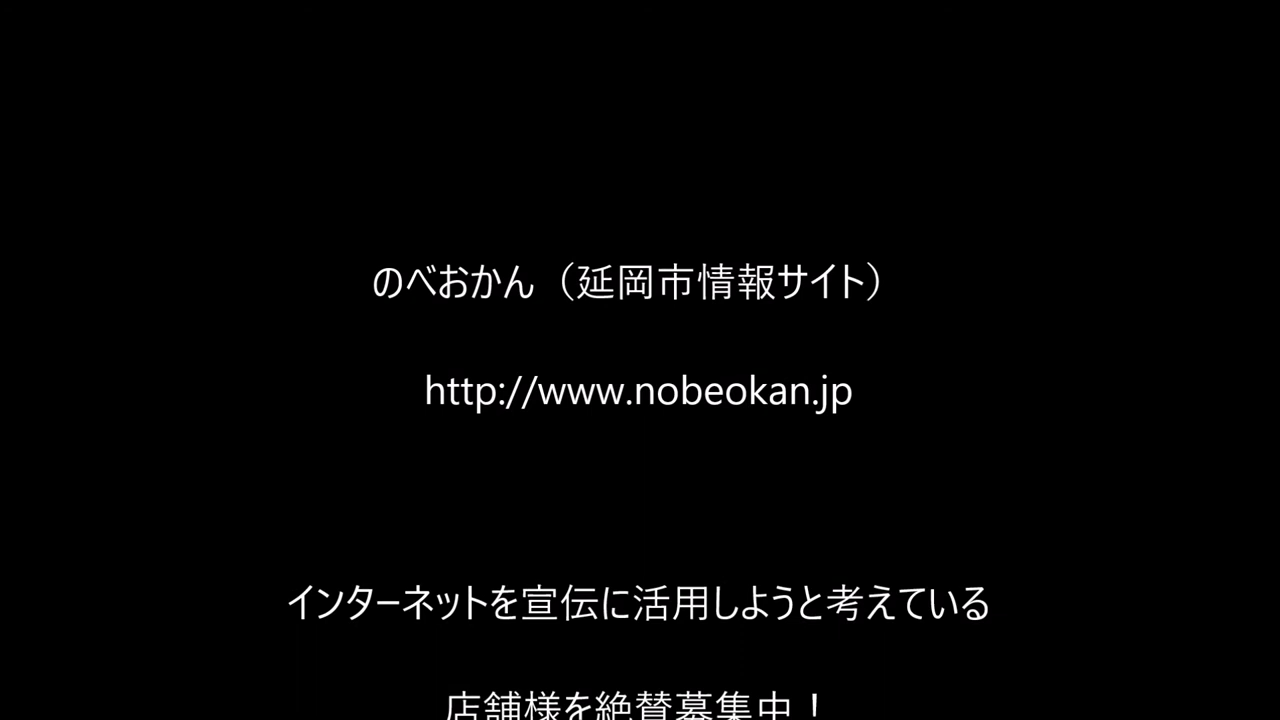 のべおかん（延岡市情報サイト）
http://www.nobeokan.jp
インターネットを宣伝に活用しようと考えている
店舗様を絶賛募集中！